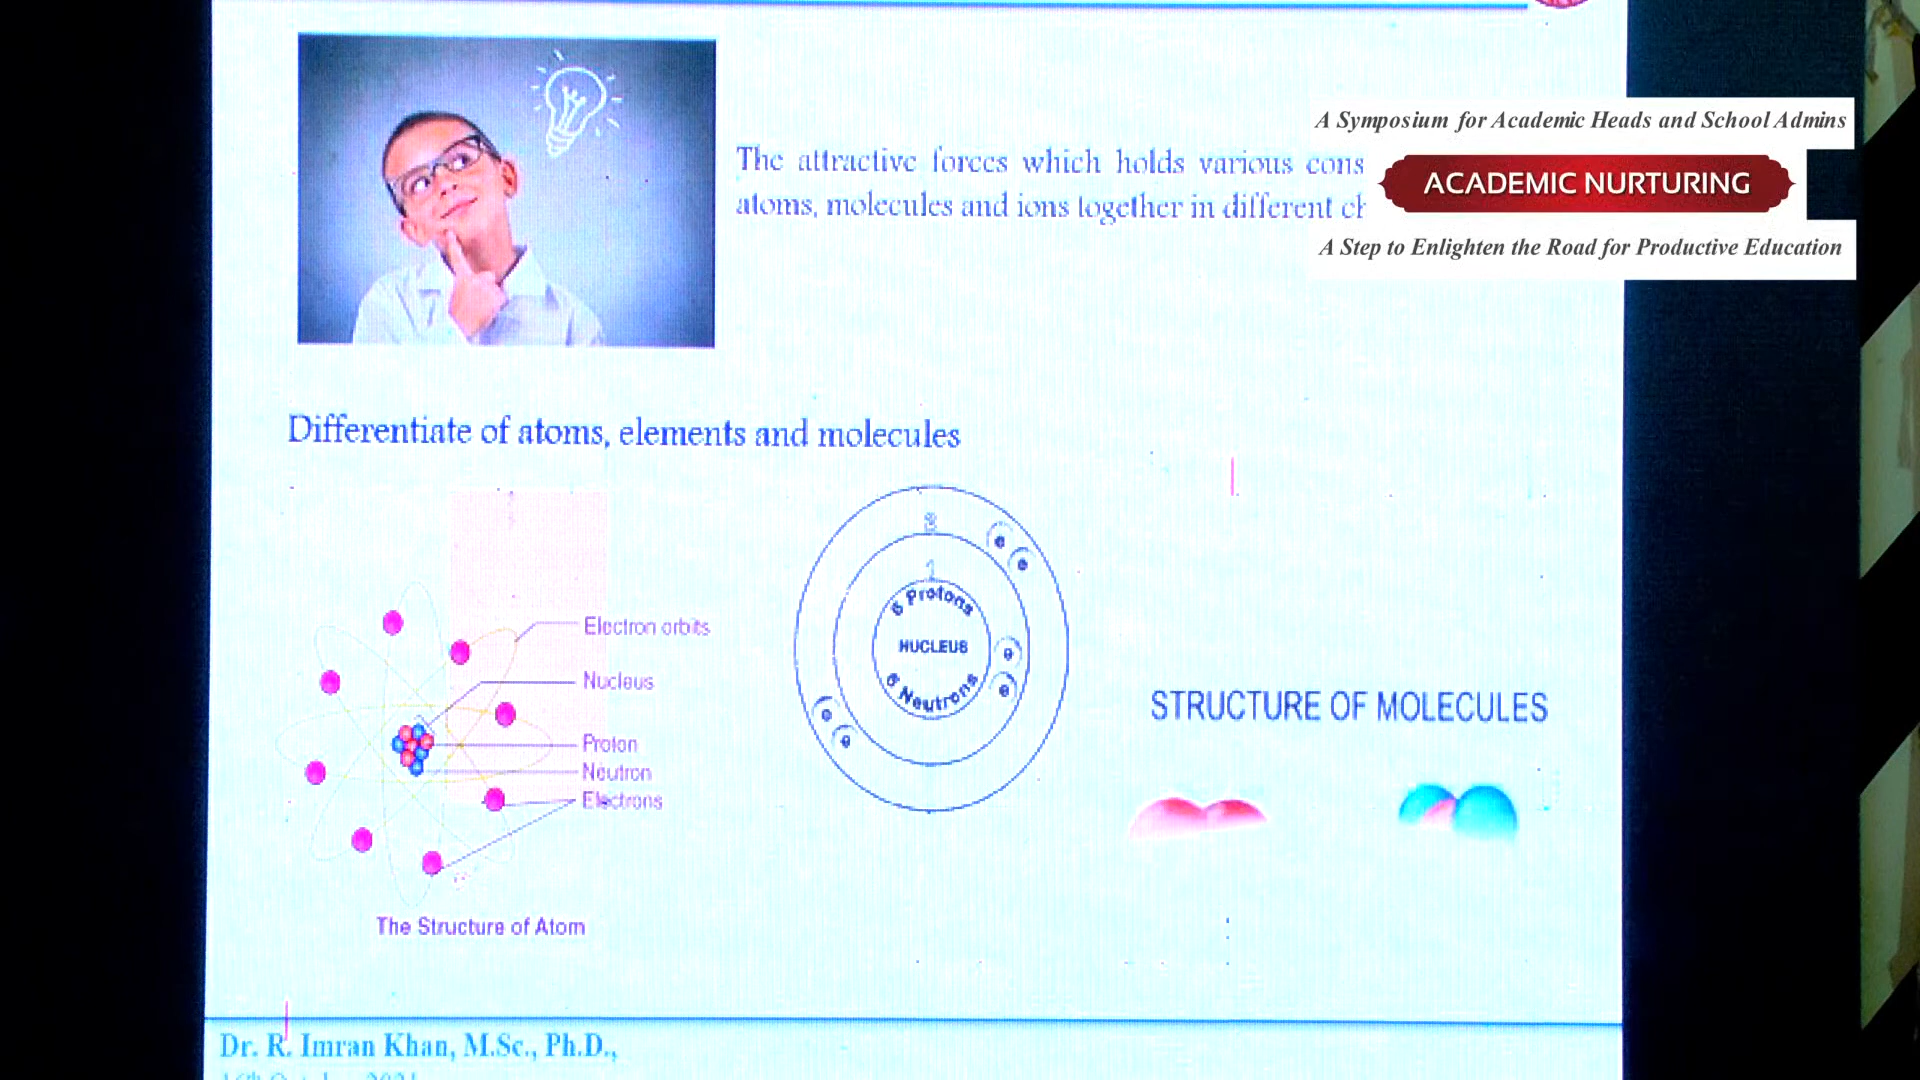 A Symposium for Academic Heads and School Admins
ACADEMIC NURTURING
A Step to Enlighten the Road for Productive Education
The attractive forces which holds various
atoms, molecules and ions together in different
Differentiate of atoms, elements and molecules
Electron orbits
Nucleus
Proton
Neutron
Electrons
The Structure of Atom
1
6 Protons
NUCLEUS
6 Neutrons
STRUCTURE OF MOLECULES
Dr. R. Imran Khan, M.Sc., Ph.D.,